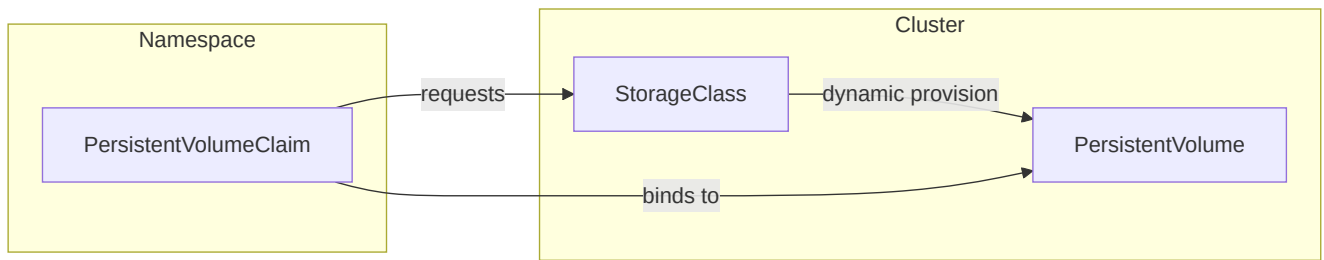 Namespace
PersistentVolumeClaim
requests
Cluster
StorageClass
dynamic provision
PersistentVolume
binds to